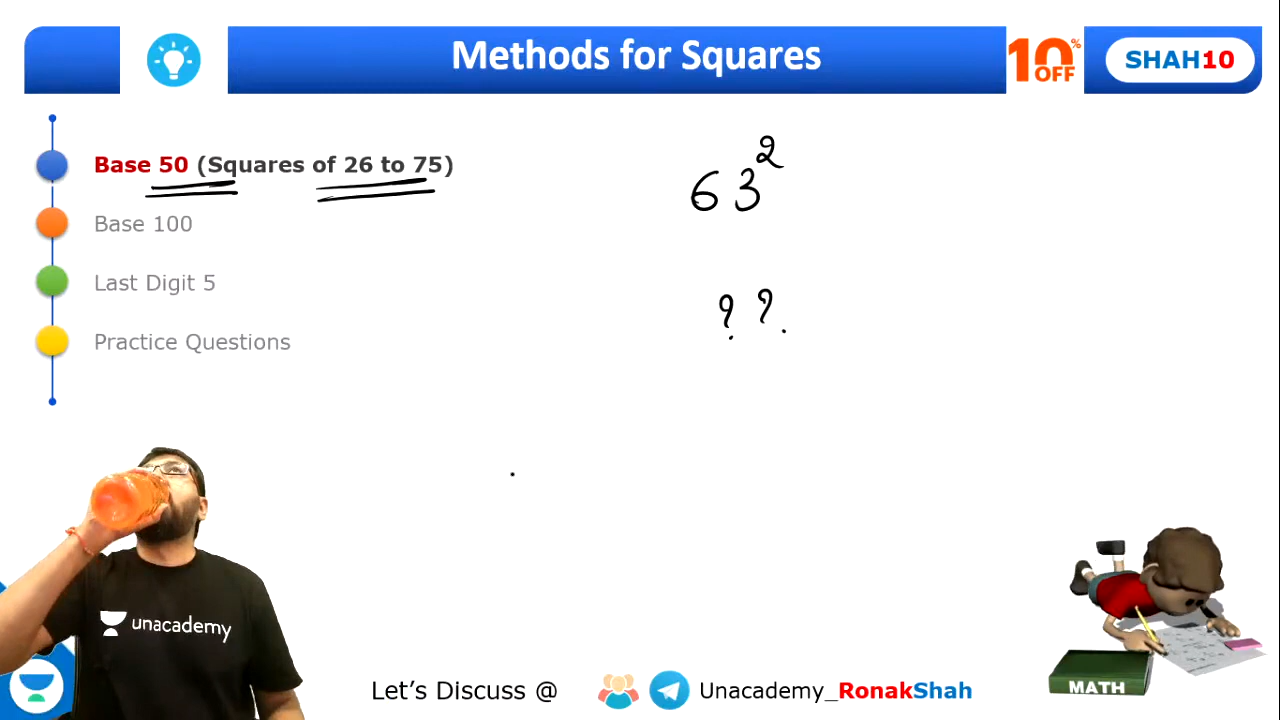 Methods for Squares
10% OFF
SHAH10
Base 50 (Squares of 26 to 75)
Base 100
Last Digit 5
Practice Questions
63²
? ?
unacademy
MATH
Let’s Discuss @ Unacademy_RonakShah